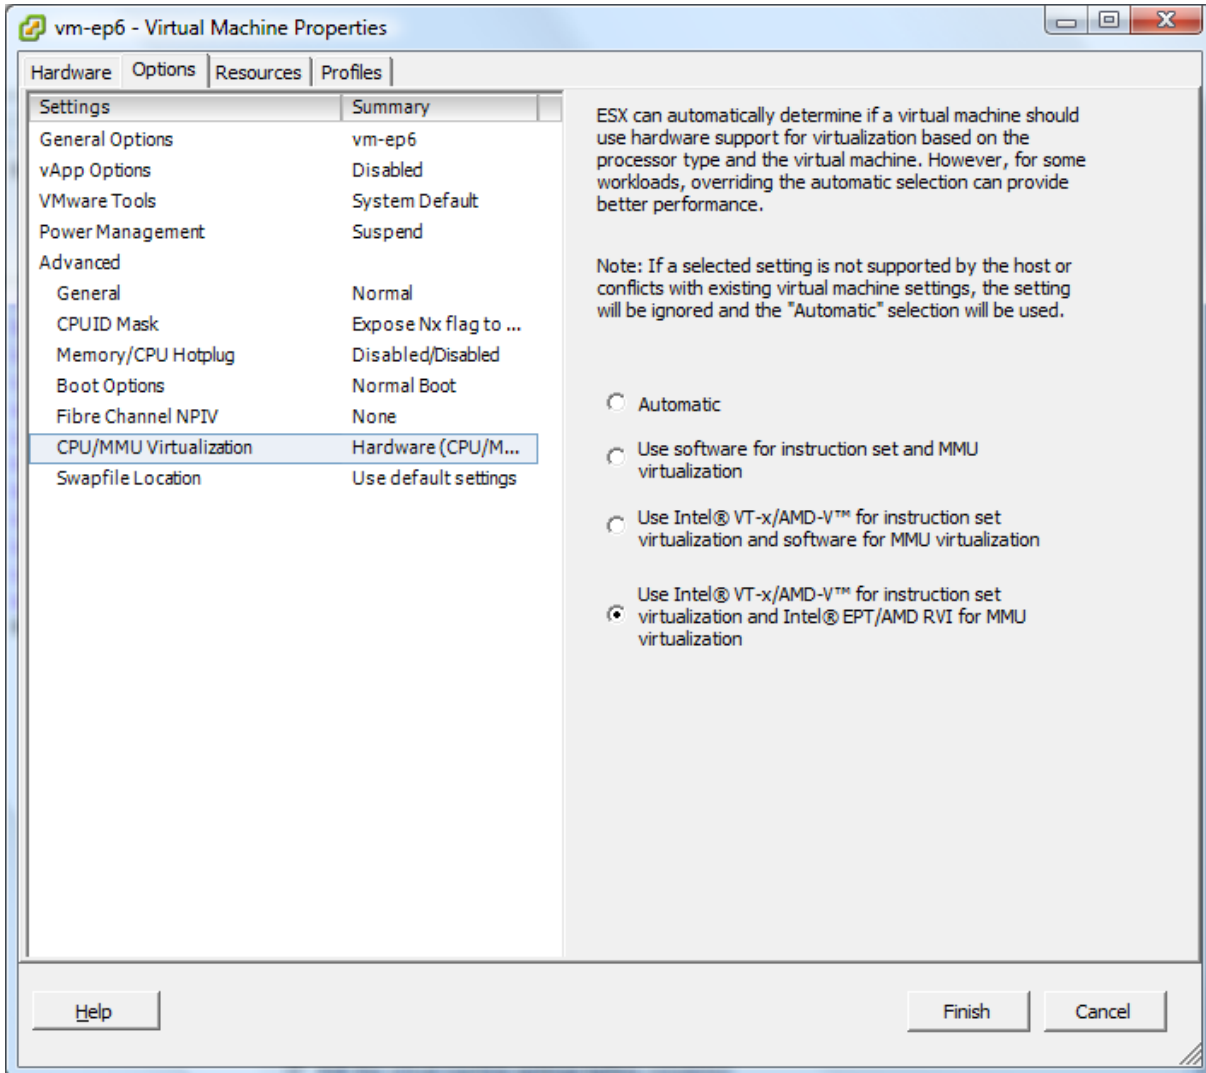 vm-ep6 - Virtual Machine Properties
Hardware Options Resources Profiles
Settings Summary
General Options vm-ep6
vApp Options Disabled
VMware Tools System Default
Power Management Suspend
Advanced
General Normal
CPUID Mask Expose Nx flag to ...
Memory/CPU Hotplug Disabled/Disabled
Boot Options Normal Boot
Fibre Channel NPIV None
CPU/MMU Virtualization Hardware (CPU/M...
Swapfile Location Use default settings
ESX can automatically determine if a virtual machine should
use hardware support for virtualization based on the
processor type and the virtual machine. However, for some
workloads, overriding the automatic selection can provide
better performance.
Note: If a selected setting is not supported by the host or
conflicts with existing virtual machine settings, the setting
will be ignored and the "Automatic" selection will be used.
Automatic
Use software for instruction set and MMU
virtualization
Use Intel® VT-x/AMD-V™ for instruction set
virtualization and software for MMU virtualization
Use Intel® VT-x/AMD-V™ for instruction set
virtualization and Intel® EPT/AMD RVI for MMU
virtualization
Help Finish Cancel